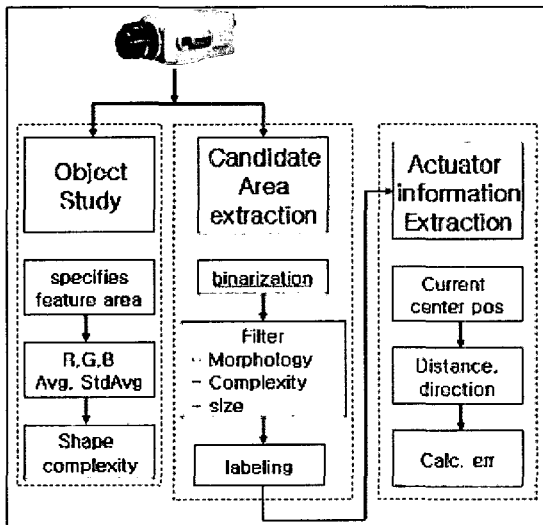 Object
Study
specifies
feature area
R,G,B
Avg, StdAvg
Shape
complexity
Candidate
Area
extraction
binarization
Filter
- Morphology
- Complexity
- size
labeling
Actuator
information
Extraction
Current
center pos
Distance,
direction
Calc. err